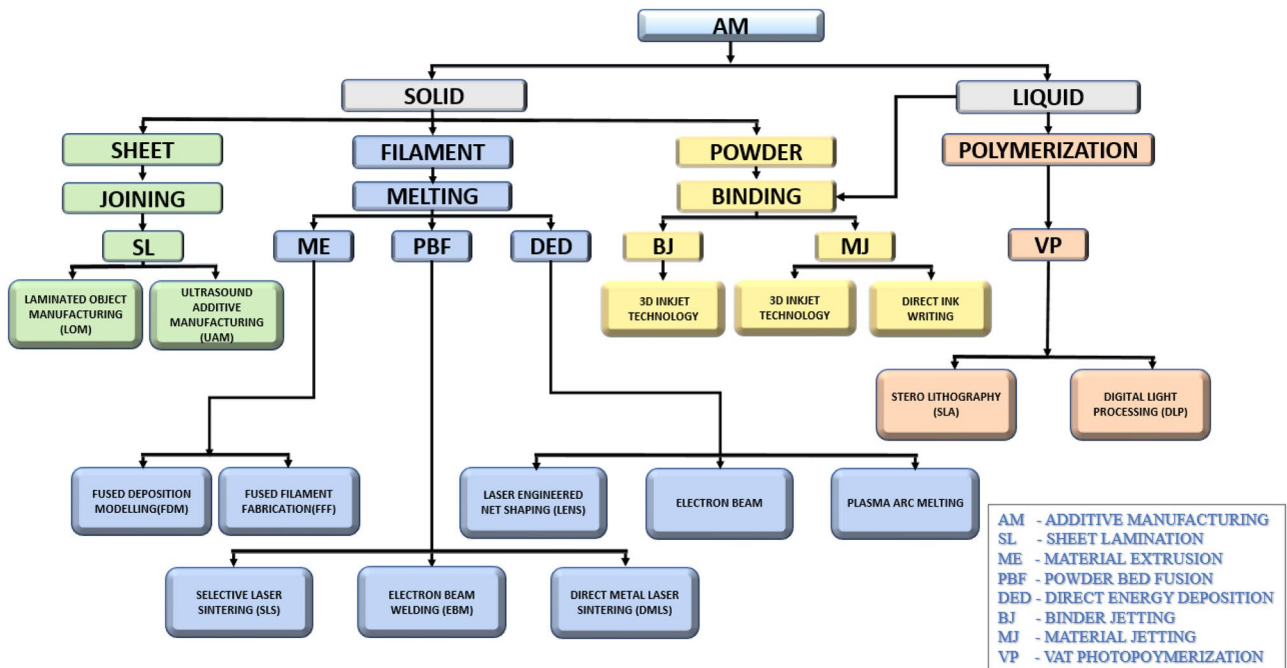 AM
SOLID
LIQUID
SHEET
FILAMENT
POWDER
POLYMERIZATION
JOINING
MELTING
BINDING
SL
ME
PBF
DED
BJ
MJ
VP
LAMINATED OBJECT
MANUFACTURING
(LOM)
ULTRASOUND
ADDITIVE
MANUFACTURING
(UAM)
3D INKJET
TECHNOLOGY
3D INKJET
TECHNOLOGY
DIRECT INK
WRITING
STERO LITHOGRAPHY
(SLA)
DIGITAL LIGHT
PROCESSING (DLP)
FUSED DEPOSITION
MODELLING(FDM)
FUSED FILAMENT
FABRICATION(FFF)
LASER ENGINEERED
NET SHAPING (LENS)
ELECTRON BEAM
PLASMA ARC MELTING
SELECTIVE LASER
SINTERING (SLS)
ELECTRON BEAM
WELDING (EBM)
DIRECT METAL LASER
SINTERING (DMLS)
AM - ADDITIVE MANUFACTURING
SL - SHEET LAMINATION
ME - MATERIAL EXTRUSION
PBF - POWDER BED FUSION
DED - DIRECT ENERGY DEPOSITION
BJ - BINDER JETTING
MJ - MATERIAL JETTING
VP - VAT PHOTOPOYMERIZATION